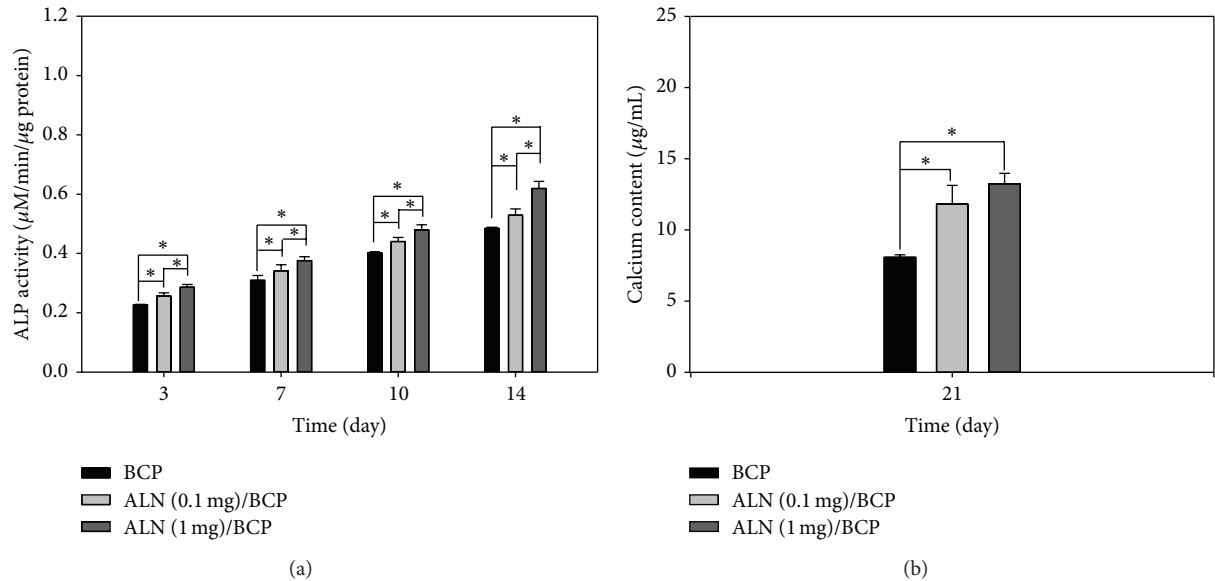 1.2
1.0
0.8
0.6
0.4
0.2
0.0
ALP activity (μM/min/μg protein)
* * *
* * *
* * *
* * *
3 7 10 14
Time (day)
BCP
ALN (0.1 mg)/BCP
ALN (1 mg)/BCP
(a)
25
20
15
10
5
0
Calcium content (μg/mL)
*
*
21
Time (day)
BCP
ALN (0.1 mg)/BCP
ALN (1 mg)/BCP
(b)